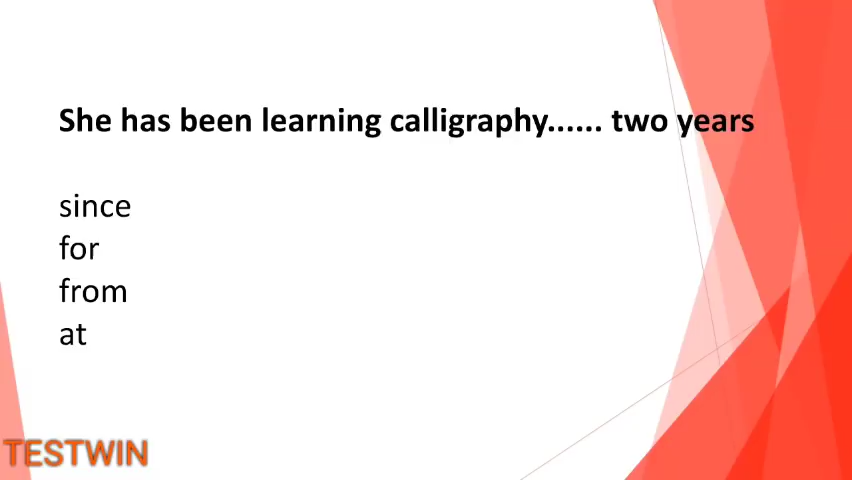 She has been learning calligraphy...... two years
since
for
from
at
TESTWIN